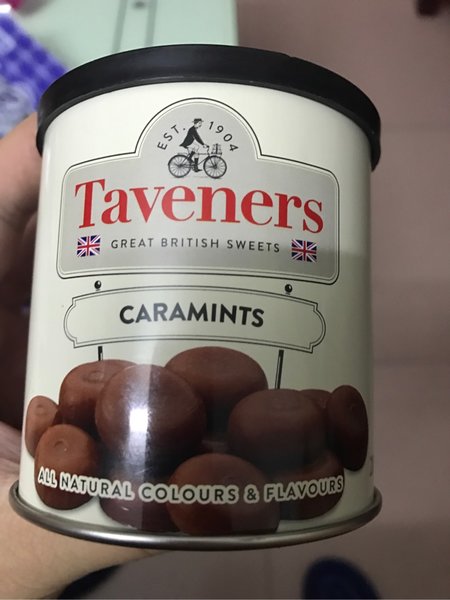 EST. 1904
Taveners
GREAT BRITISH SWEETS
CARAMINTS
ALL NATURAL COLOURS & FLAVOURS